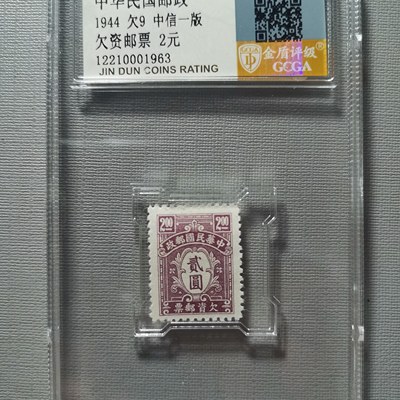 中华民国邮政
1944 欠9 中信一版
欠资邮票 2元
12210001963
JIN DUN COINS RATING
金盾评级
GCGA
2.00 2.00
政郵國民華中
貳圓
票郵資欠